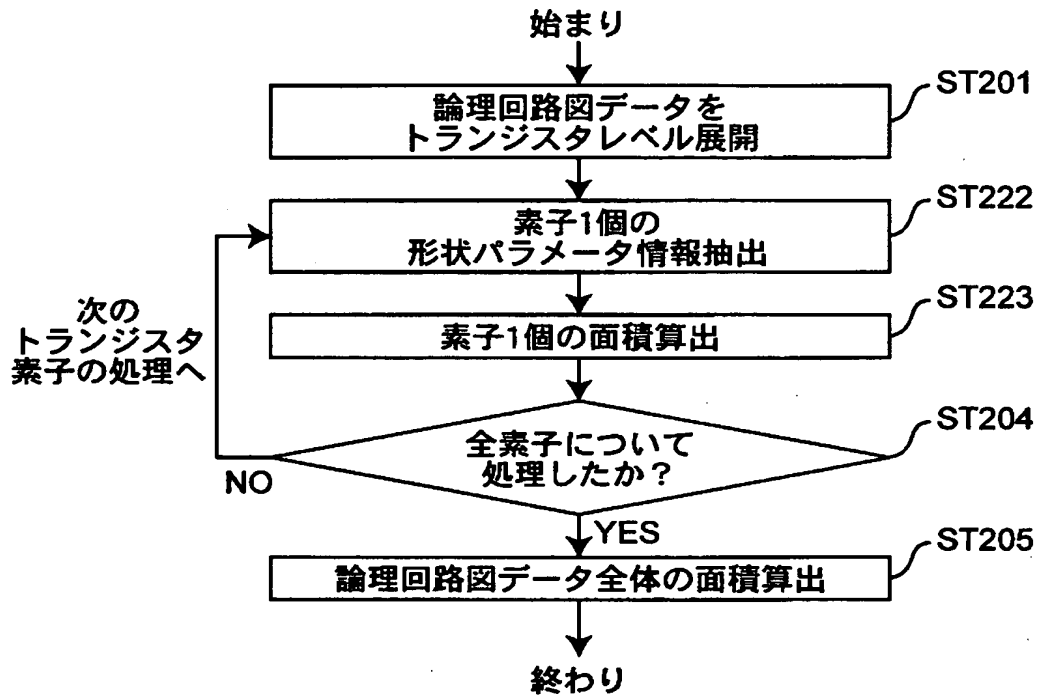 始まり
論理回路図データを
トランジスタレベル展開
ST201
素子1個の
形状パラメータ情報抽出
ST222
素子1個の面積算出
ST223
次の
トランジスタ
素子の処理へ
全素子について
処理したか？
ST204
NO
YES
論理回路図データ全体の面積算出
ST205
終わり